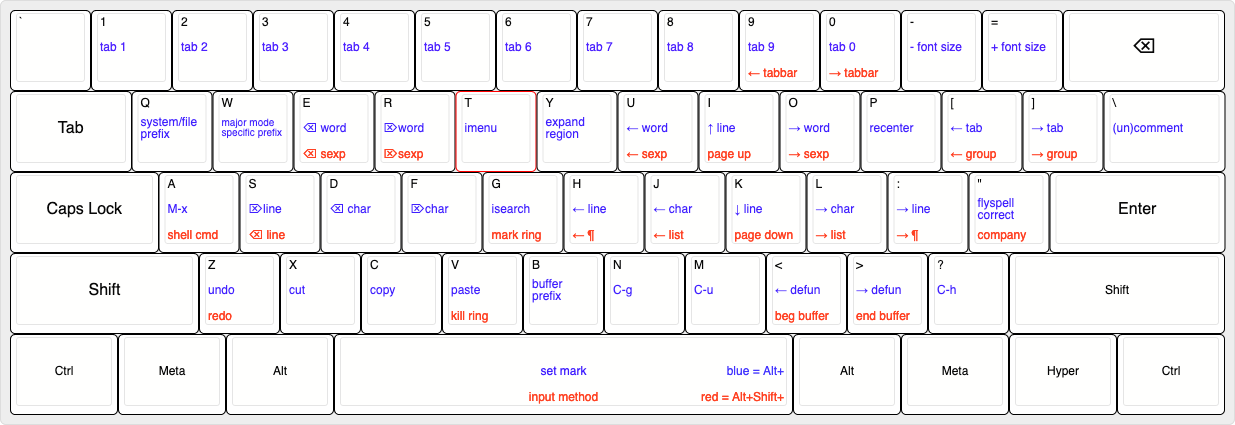 `
1
tab 1
2
tab 2
3
tab 3
4
tab 4
5
tab 5
6
tab 6
7
tab 7
8
tab 8
9
tab 9
← tabbar
0
tab 0
→ tabbar
-
- font size
=
+ font size
⌫
Tab
Q
system/file
prefix
W
major mode
specific prefix
E
⌫ word
⌫ sexp
R
⌦word
⌦sexp
T
imenu
Y
expand
region
U
← word
← sexp
I
↑ line
page up
O
→ word
→ sexp
P
recenter
[
← tab
← group
]
→ tab
→ group
\
(un)comment
Caps Lock
A
M-x
shell cmd
S
⌦line
⌫ line
D
⌫ char
F
⌦char
G
isearch
mark ring
H
← line
← ¶
J
← char
← list
K
↓ line
page down
L
→ char
→ list
:
→ line
→ ¶
"
flyspell
correct
company
Enter
Shift
Z
undo
redo
X
cut
C
copy
V
paste
kill ring
B
buffer
prefix
N
C-g
M
C-u
<
← defun
beg buffer
>
→ defun
end buffer
?
C-h
Shift
Ctrl
Meta
Alt
set mark
input method
blue = Alt+
red = Alt+Shift+
Alt
Meta
Hyper
Ctrl